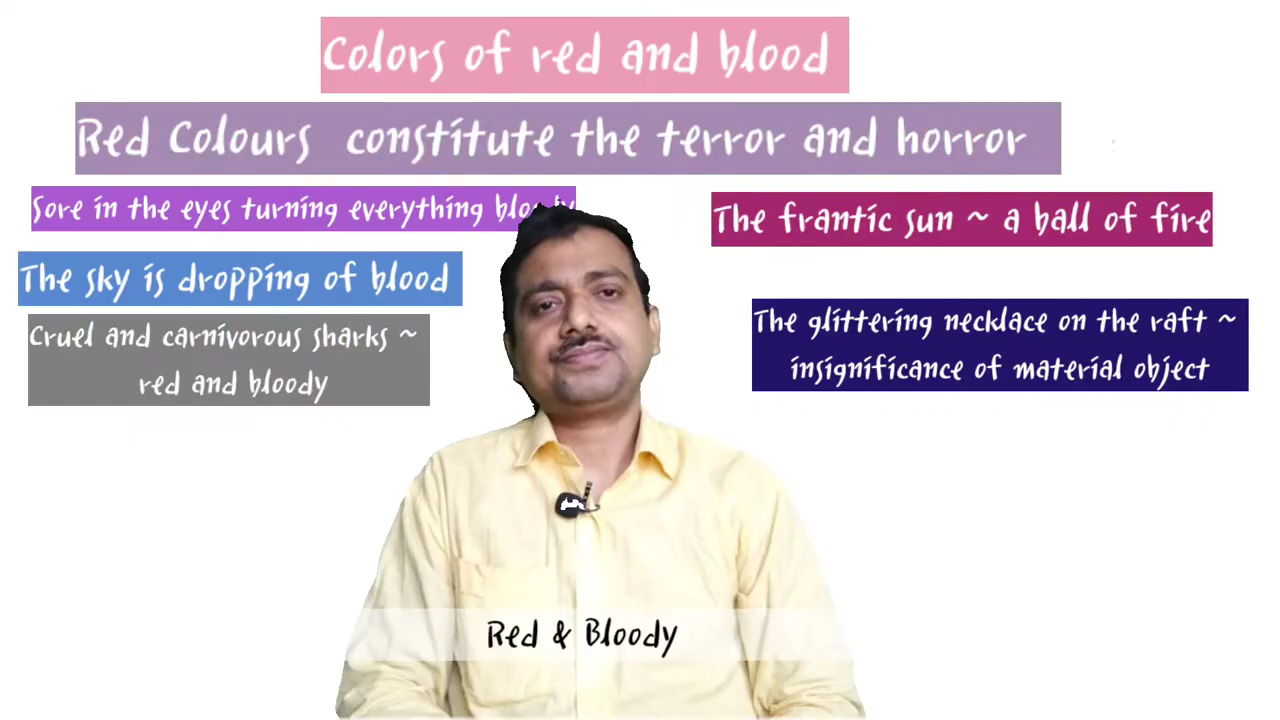 Colors of red and blood
Red Colours constitute the terror and horror
Sore in the eyes turning everything bloody
The frantic sun ~ a ball of fire
The sky is dropping of blood
Cruel and carnivorous sharks ~
red and bloody
The glittering necklace on the raft ~
insignificance of material object
Red & Bloody